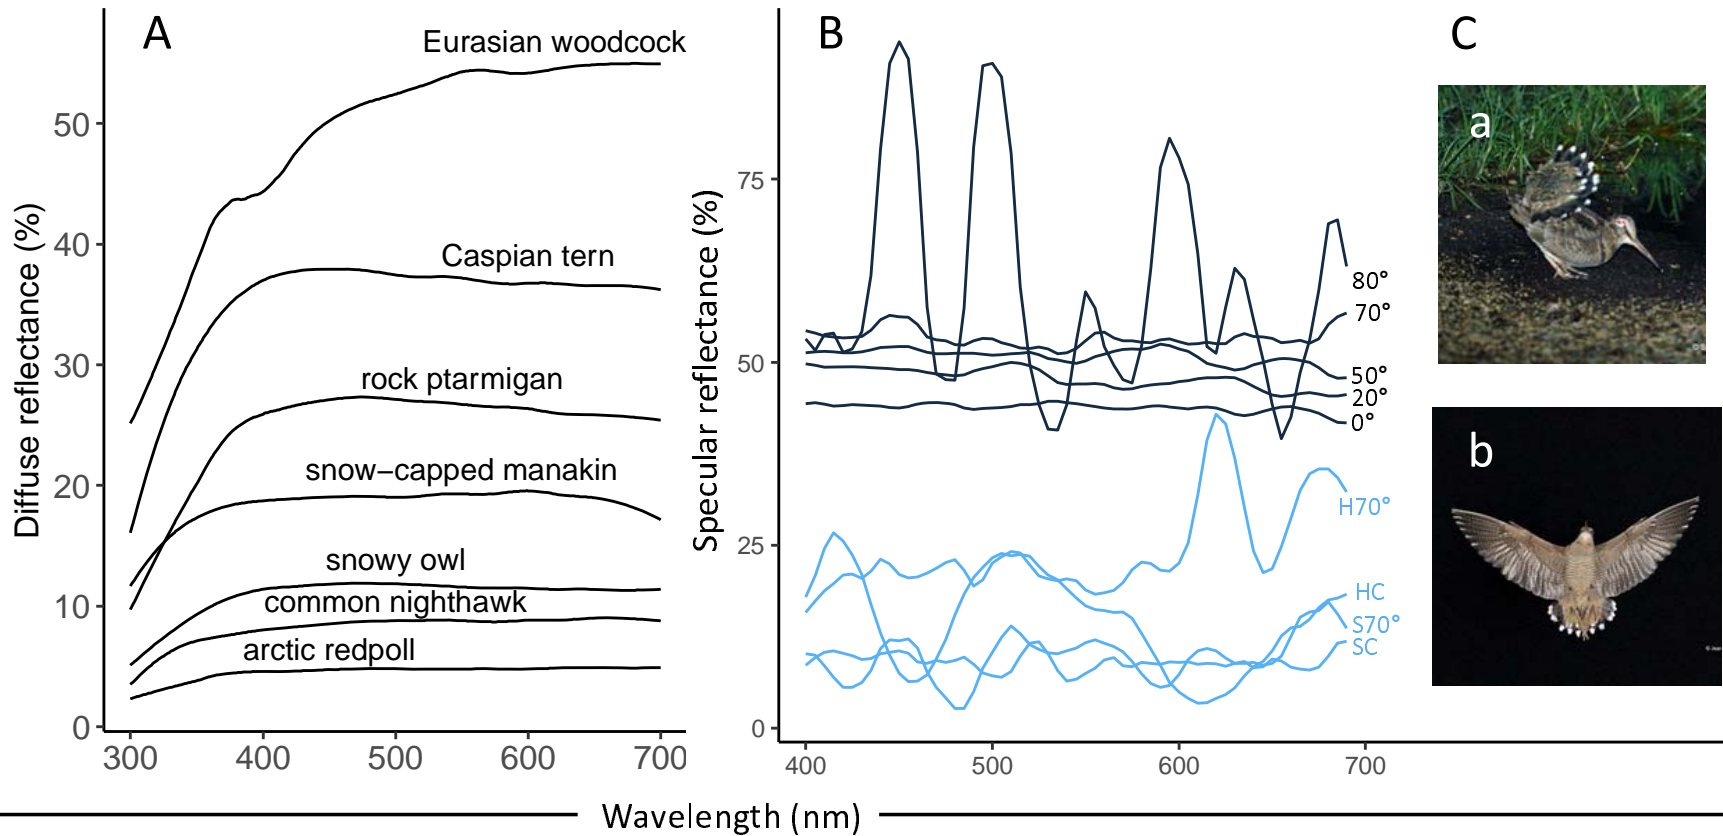 A
Eurasian woodcock
Caspian tern
rock ptarmigan
snow–capped manakin
snowy owl
common nighthawk
arctic redpoll
Diffuse reflectance (%)
50
40
30
20
10
0
300 400 500 600 700
B
Specular reflectance (%)
75
50
25
0
80°
70°
50°
20°
0°
H70°
HC
S70°
SC
400 500 600 700
Wavelength (nm)
C
a
b